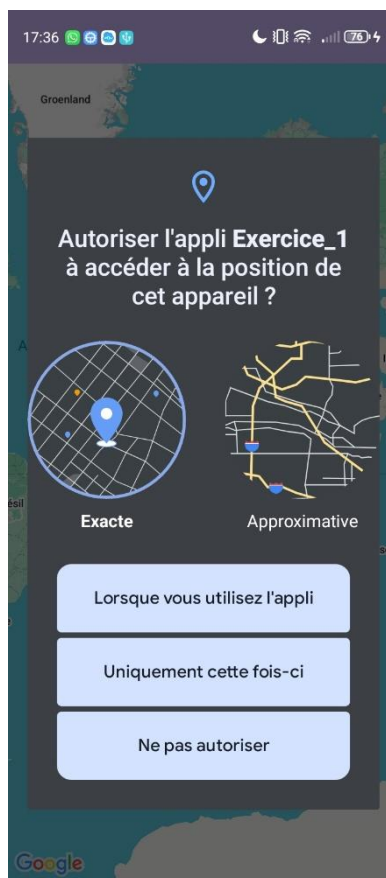 17:36
76
Groenland
Autoriser l'appli Exercice_1
à accéder à la position de
cet appareil ?
Exacte
Approximative
Lorsque vous utilisez l'appli
Uniquement cette fois-ci
Ne pas autoriser
Google